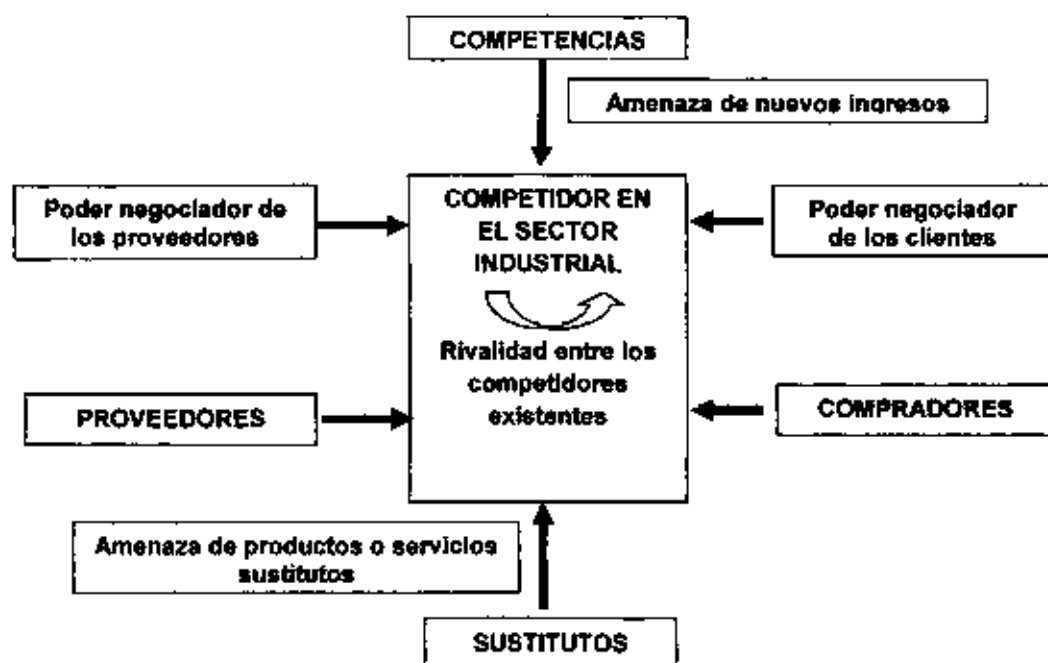 COMPETENCIAS
Amenaza de nuevos ingresos
Poder negociador de
los proveedores
COMPETIDOR EN
EL SECTOR
INDUSTRIAL
Poder negociador
de los clientes
Rivalidad entre los
competidores
existentes
PROVEEDORES
COMPRADORES
Amenaza de productos o servicios
sustitutos
SUSTITUTOS